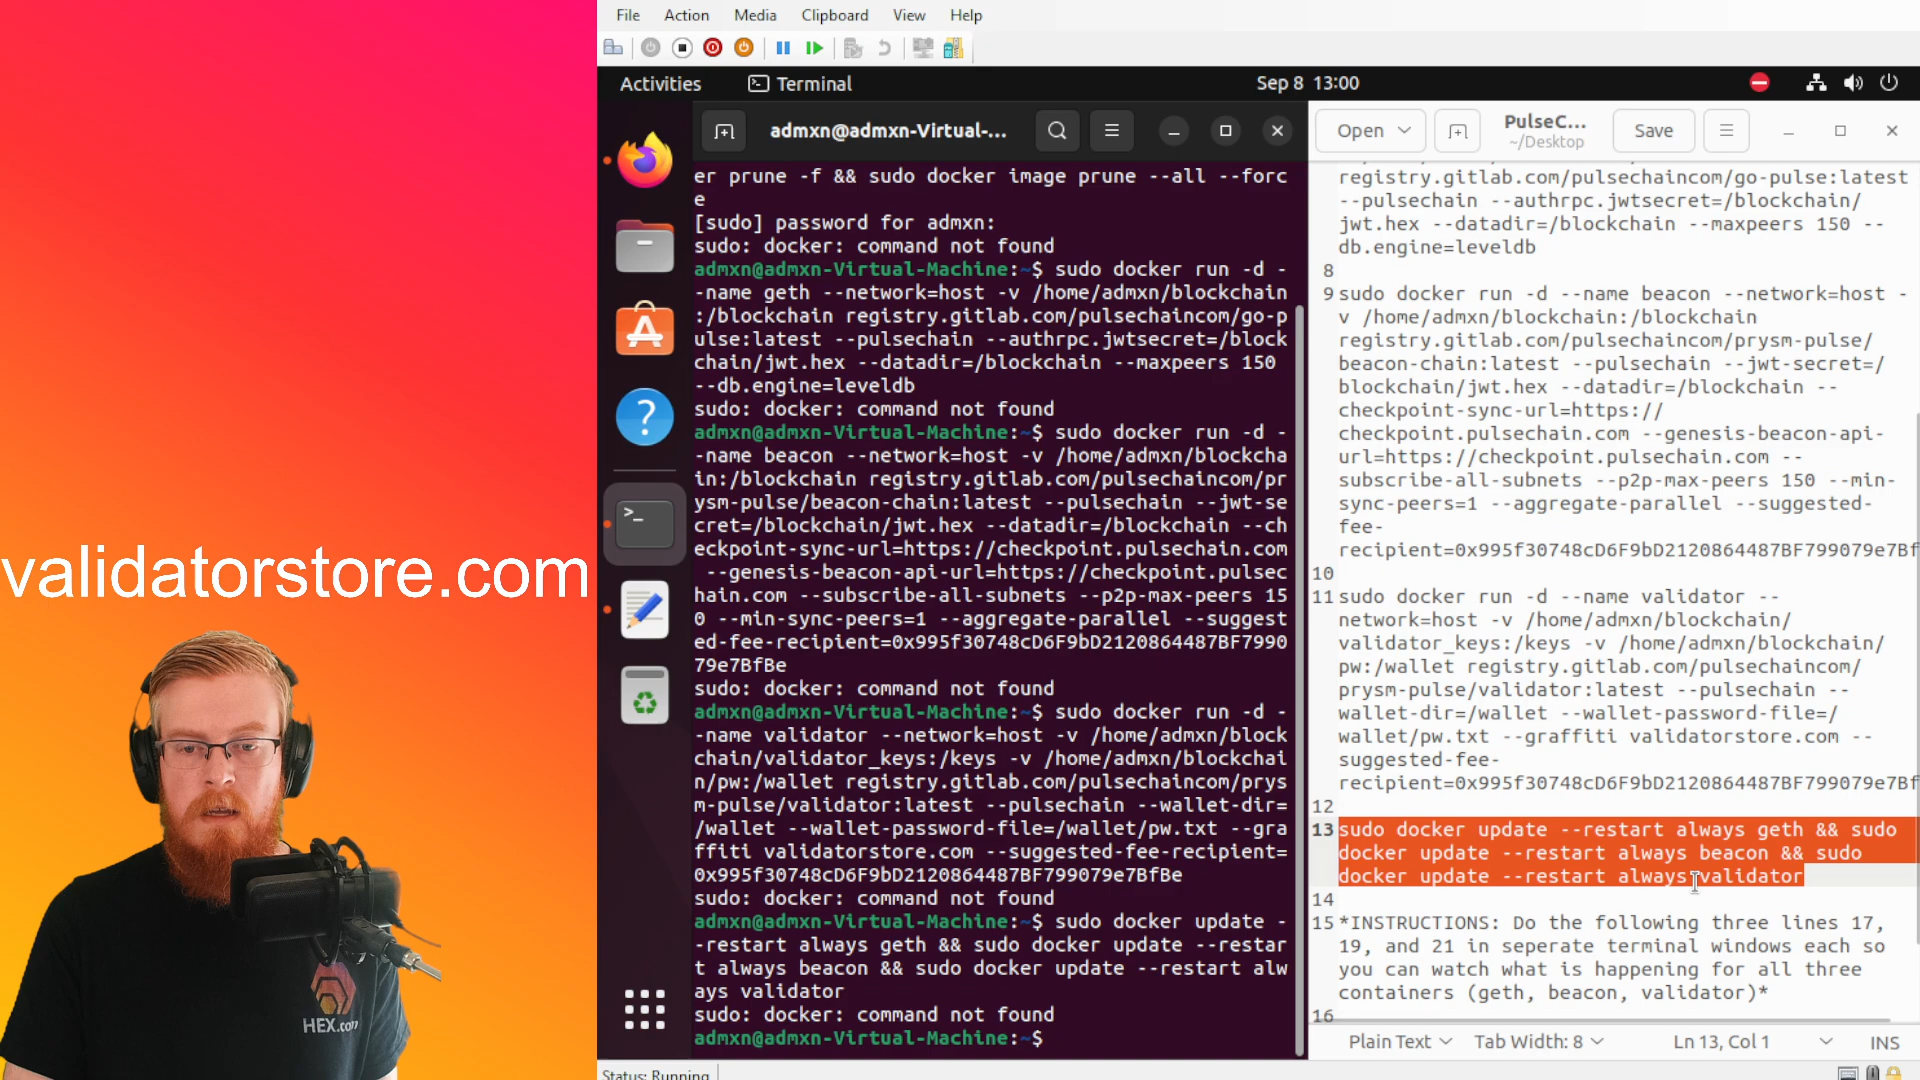 File Action Media Clipboard View Help
Activities Terminal Sep 8 13:00
admxn@admxn-Virtual-...
er prune -f && sudo docker image prune --all --forc
e
[sudo] password for admxn:
sudo: docker: command not found
admxn@admxn-Virtual-Machine:~$ sudo docker run -d -
-name geth --network=host -v /home/admxn/blockchain
:/blockchain registry.gitlab.com/pulsechaincom/go-p
ulse:latest --pulsechain --authrpc.jwtsecret=/block
chain/jwt.hex --datadir=/blockchain --maxpeers 150
--db.engine=leveldb
sudo: docker: command not found
admxn@admxn-Virtual-Machine:~$ sudo docker run -d -
-name beacon --network=host -v /home/admxn/blockcha
in:/blockchain registry.gitlab.com/pulsechaincom/pr
ysm-pulse/beacon-chain:latest --pulsechain --jwt-se
cret=/blockchain/jwt.hex --datadir=/blockchain --ch
eckpoint-sync-url=https://checkpoint.pulsechain.com
--genesis-beacon-api-url=https://checkpoint.pulsec
hain.com --subscribe-all-subnets --p2p-max-peers 15
0 --min-sync-peers=1 --aggregate-parallel --suggest
ed-fee-recipient=0x995f30748cD6F9bD2120864487BF7990
79e7BfBe
sudo: docker: command not found
admxn@admxn-Virtual-Machine:~$ sudo docker run -d -
-name validator --network=host -v /home/admxn/block
chain/validator_keys:/keys -v /home/admxn/blockchai
n/pw:/wallet registry.gitlab.com/pulsechaincom/prys
m-pulse/validator:latest --pulsechain --wallet-dir=
/wallet --wallet-password-file=/wallet/pw.txt --gra
ffiti validatorstore.com --suggested-fee-recipient=
0x995f30748cD6F9bD2120864487BF799079e7BfBe
sudo: docker: command not found
admxn@admxn-Virtual-Machine:~$ sudo docker update -
-restart always geth && sudo docker update --restar
t always beacon && sudo docker update --restart alw
ays validator
sudo: docker: command not found
admxn@admxn-Virtual-Machine:~$
Open PulseC... Save
~/Desktop
registry.gitlab.com/pulsechaincom/go-pulse:latest
--pulsechain --authrpc.jwtsecret=/blockchain/
jwt.hex --datadir=/blockchain --maxpeers 150 --
db.engine=leveldb
8
9 sudo docker run -d --name beacon --network=host -
v /home/admxn/blockchain:/blockchain
registry.gitlab.com/pulsechaincom/prysm-pulse/
beacon-chain:latest --pulsechain --jwt-secret=/
blockchain/jwt.hex --datadir=/blockchain --
checkpoint-sync-url=https://
checkpoint.pulsechain.com --genesis-beacon-api-
url=https://checkpoint.pulsechain.com --
subscribe-all-subnets --p2p-max-peers 150 --min-
sync-peers=1 --aggregate-parallel --suggested-
fee-
recipient=0x995f30748cD6F9bD2120864487BF799079e7Bf
10
11 sudo docker run -d --name validator --
network=host -v /home/admxn/blockchain/
validator_keys:/keys -v /home/admxn/blockchain/
pw:/wallet registry.gitlab.com/pulsechaincom/
prysm-pulse/validator:latest --pulsechain --
wallet-dir=/wallet --wallet-password-file=/
wallet/pw.txt --graffiti validatorstore.com --
suggested-fee-
recipient=0x995f30748cD6F9bD2120864487BF799079e7Bf
12
13 sudo docker update --restart always geth && sudo
docker update --restart always beacon && sudo
docker update --restart always validator
14
15 *INSTRUCTIONS: Do the following three lines 17,
19, and 21 in seperate terminal windows each so
you can watch what is happening for all three
containers (geth, beacon, validator)*
16
Plain Text Tab Width: 8 Ln 13, Col 1 INS
Status: Running
validatorstore.com
HEX.com